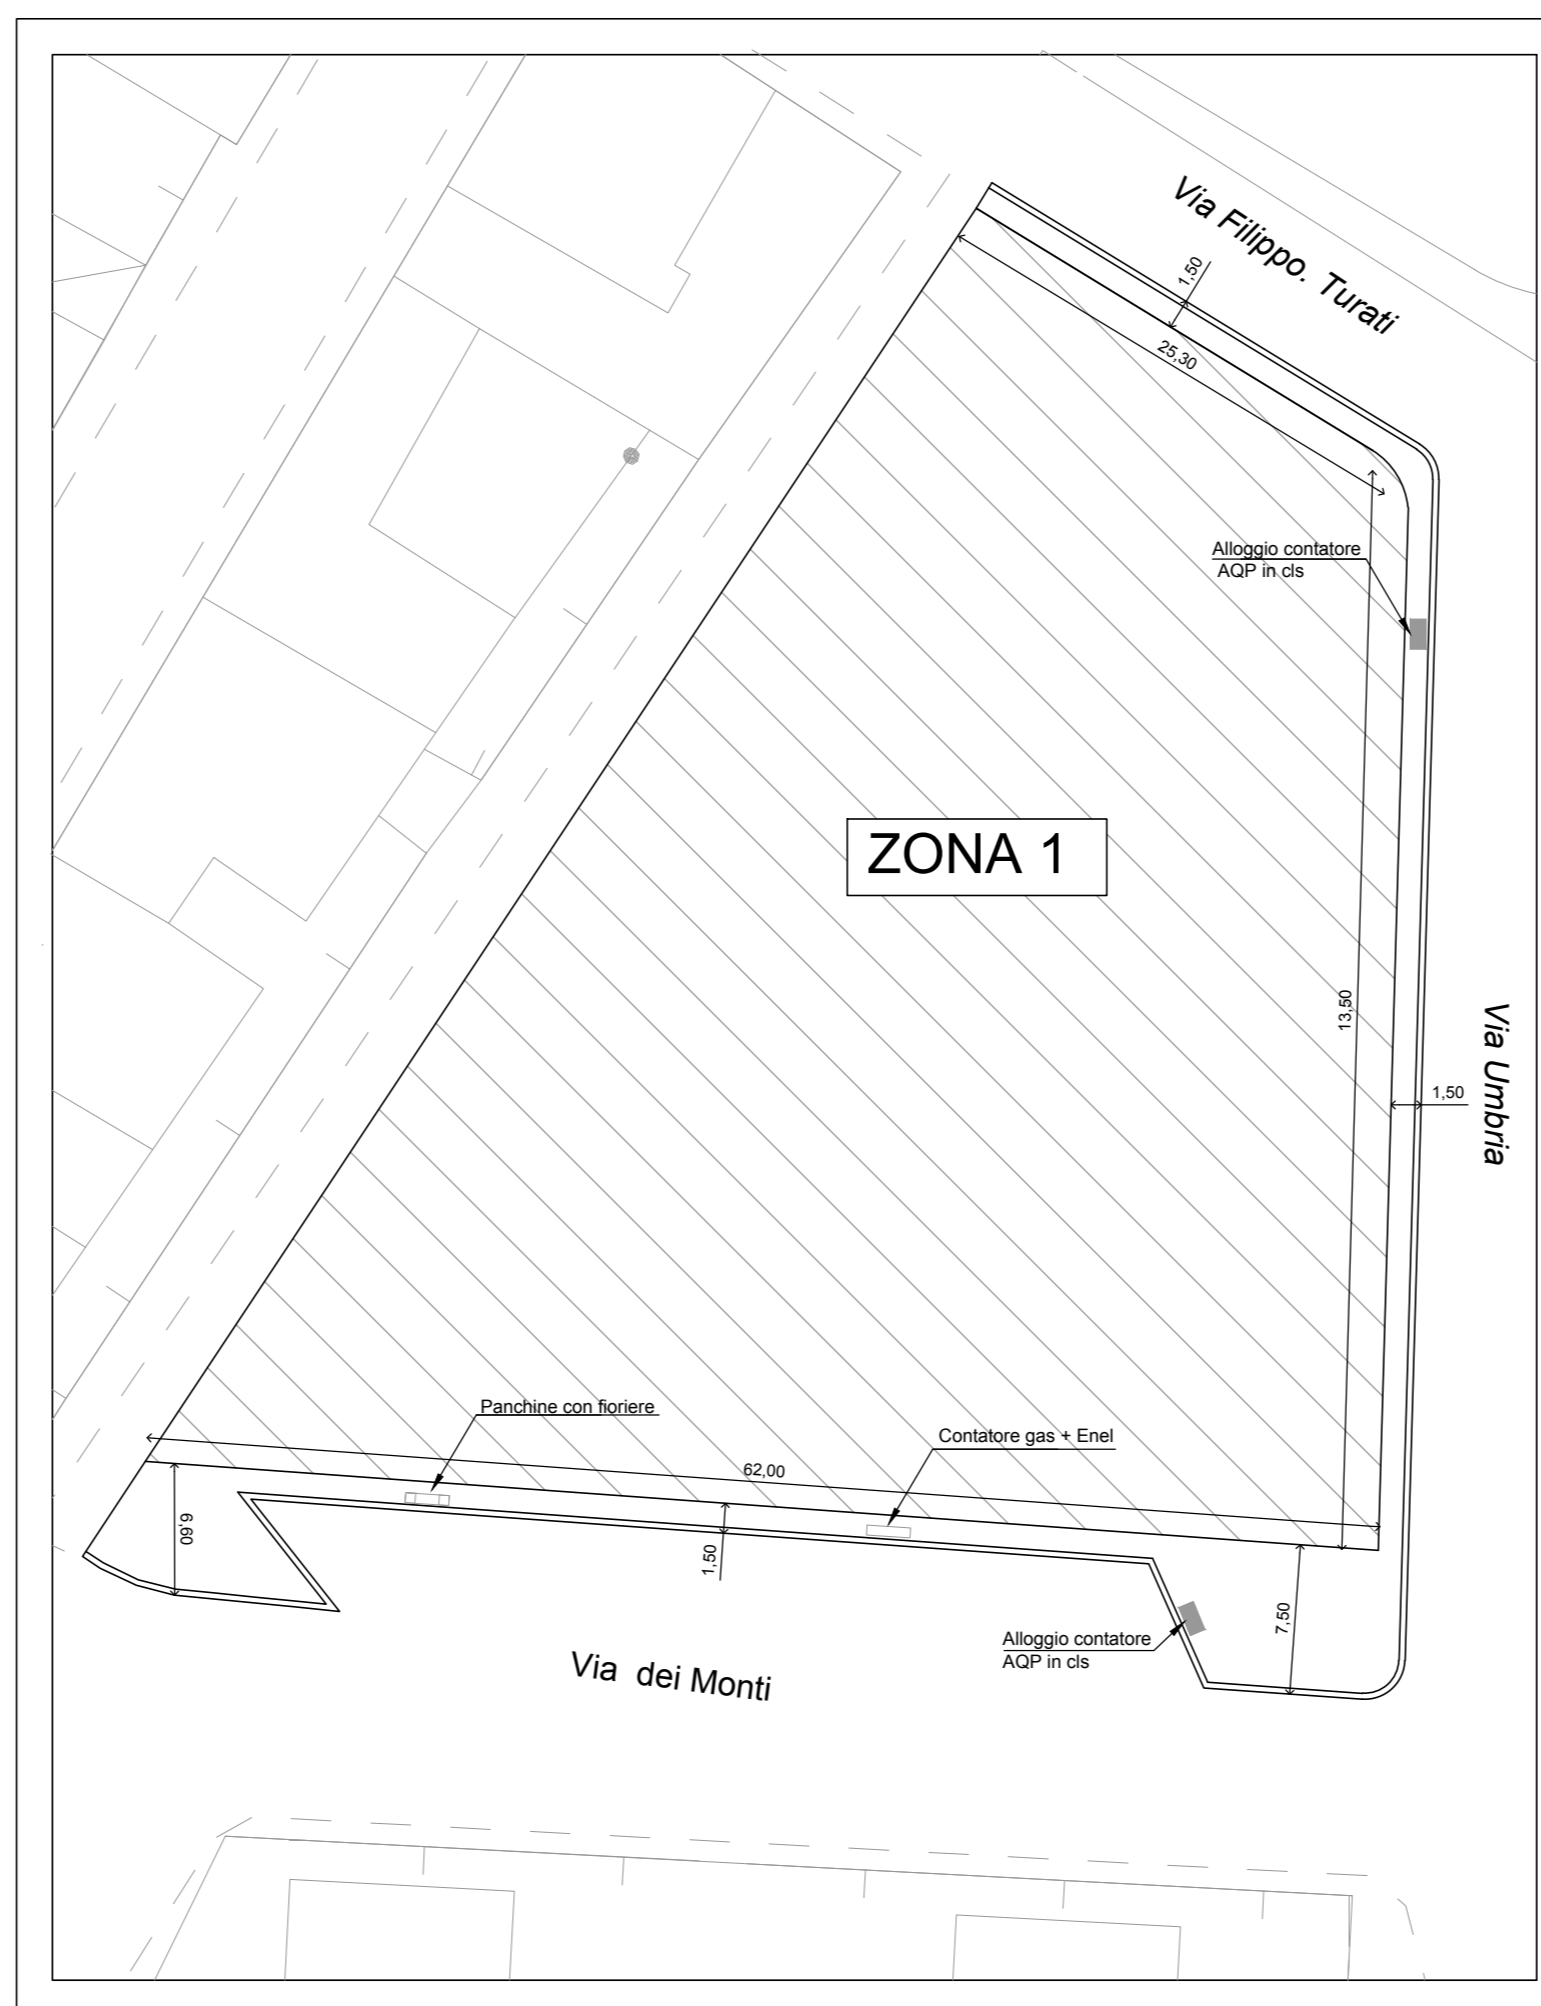 Via Filippo. Turati
1,50
25,30
Alloggio contatore
AQP in cls
ZONA 1
13,50
Via Umbria
1,50
Panchine con fioriere
Contatore gas + Enel
62,00
6,60
1,50
7,50
Alloggio contatore
AQP in cls
Via dei Monti